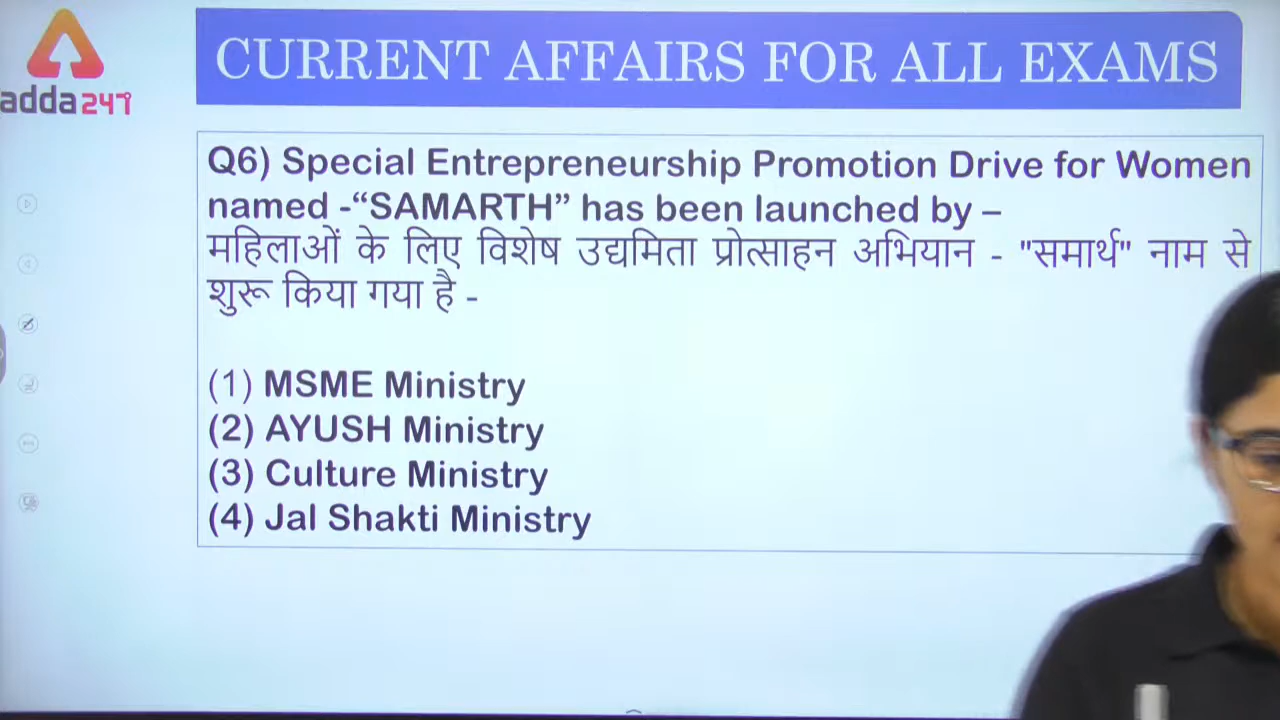 CURRENT AFFAIRS FOR ALL EXAMS
adda247
Q6) Special Entrepreneurship Promotion Drive for Women
named -“SAMARTH” has been launched by –
महिलाओं के लिए विशेष उद्यमिता प्रोत्साहन अभियान - "समार्थ" नाम से
शुरू किया गया है -
(1) MSME Ministry
(2) AYUSH Ministry
(3) Culture Ministry
(4) Jal Shakti Ministry